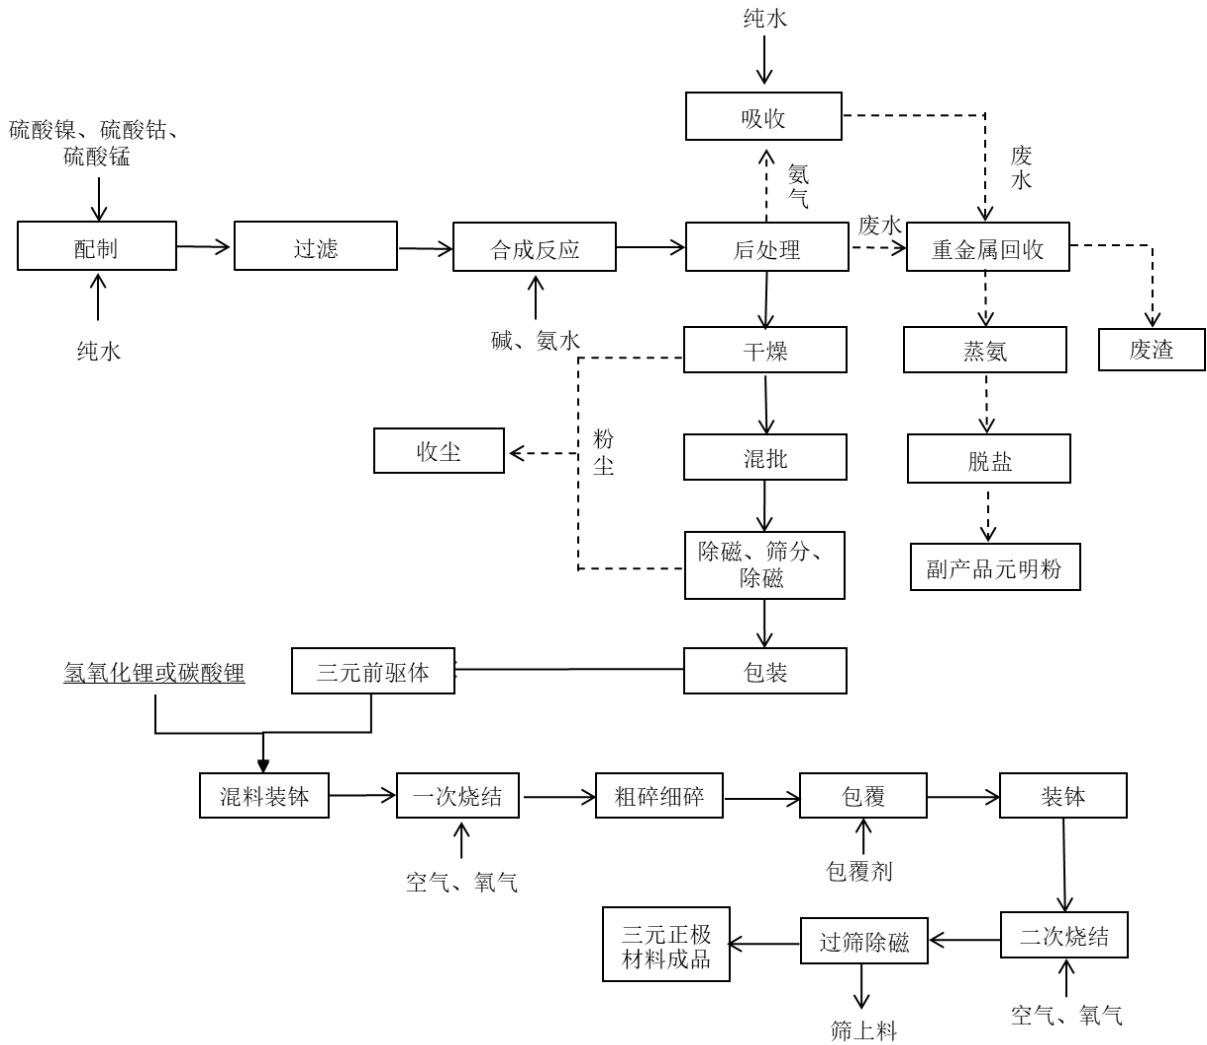 纯水
吸收
硫酸镍、硫酸钴、
硫酸锰
氨
气
废
水
配制
过滤
合成反应
后处理
废水
重金属回收
纯水
碱、氨水
干燥
蒸氨
废渣
收尘
粉
尘
混批
脱盐
除磁、筛分、
除磁
副产品元明粉
氢氧化锂或碳酸锂
三元前驱体
包装
混料装钵
一次烧结
粗碎细碎
包覆
装钵
空气、氧气
包覆剂
三元正极
材料成品
过筛除磁
二次烧结
筛上料
空气、氧气